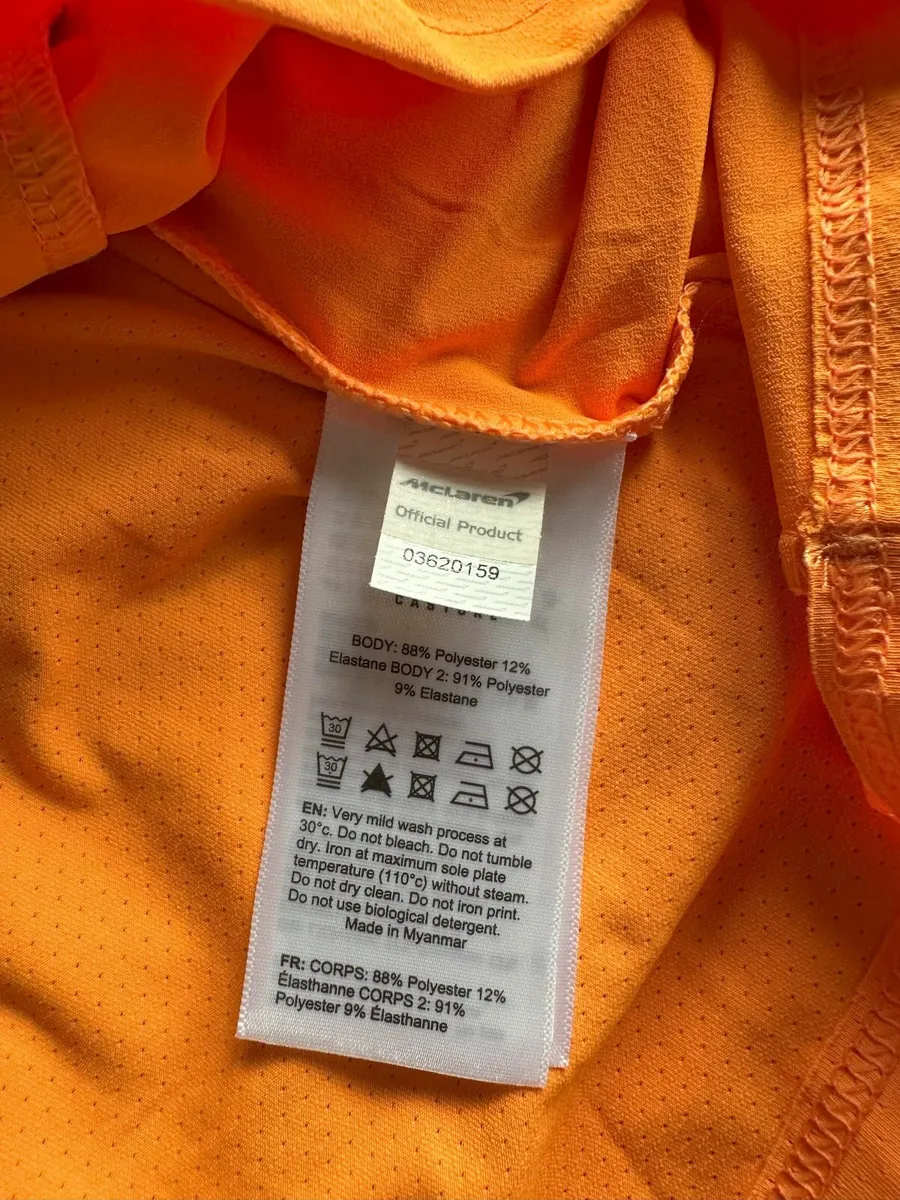 McLaren
Official Product
03620159
CASTORE
BODY: 88% Polyester 12%
Elastane BODY 2: 91% Polyester
9% Elastane
30
30
EN: Very mild wash process at
30°c. Do not bleach. Do not tumble
dry. Iron at maximum sole plate
temperature (110°c) without steam.
Do not dry clean. Do not iron print.
Do not use biological detergent.
Made in Myanmar
FR: CORPS: 88% Polyester 12%
Élasthanne CORPS 2: 91%
Polyester 9% Élasthanne